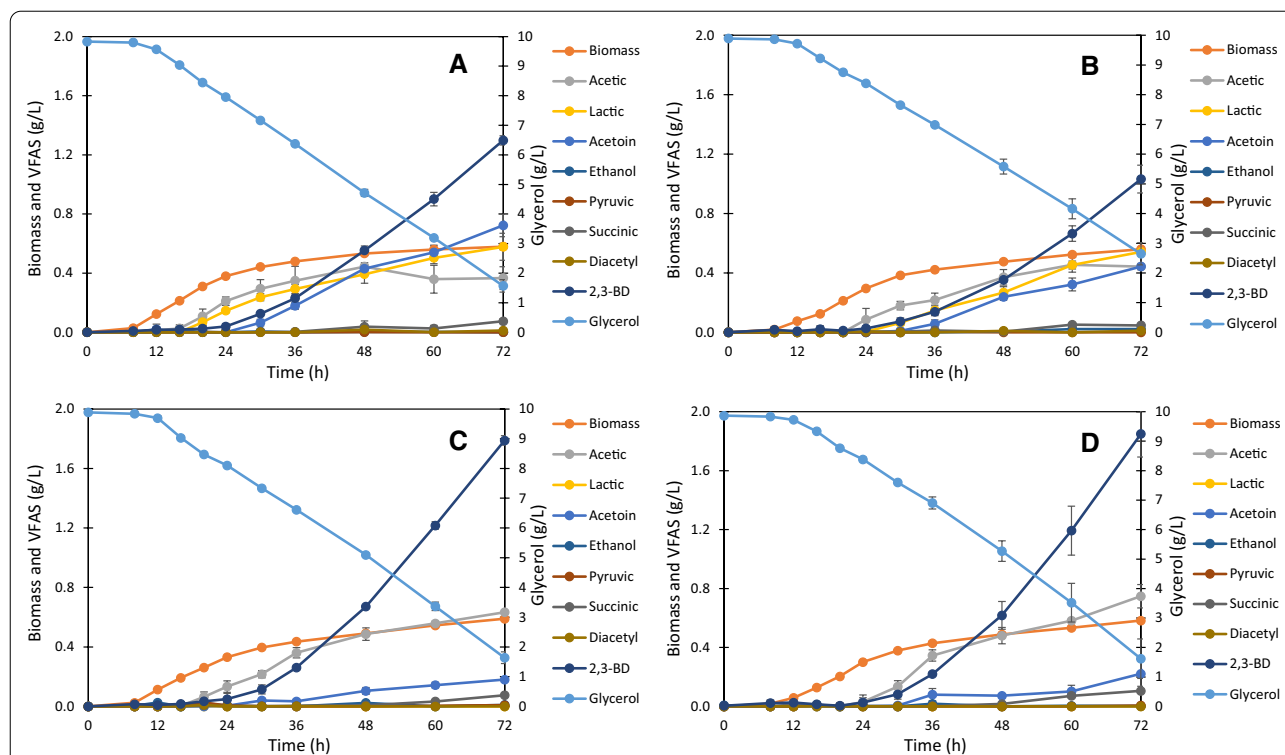 A
Biomass and VFAS (g/L)
2.0
1.6
1.2
0.8
0.4
0.0
0 12 24 36 48 60 72
Time (h)
10
9
8
7
6
5
4
3
2
1
0
Glycerol (g/L)
Biomass
Acetic
Lactic
Acetoin
Ethanol
Pyruvic
Succinic
Diacetyl
2,3-BD
Glycerol
B
Biomass and VFAS (g/L)
2.0
1.6
1.2
0.8
0.4
0.0
0 12 24 36 48 60 72
Time (h)
10
9
8
7
6
5
4
3
2
1
0
Glycerol (g/L)
Biomass
Acetic
Lactic
Acetoin
Ethanol
Pyruvic
Succinic
Diacetyl
2,3-BD
Glycerol
C
Biomass and VFAS (g/L)
2.0
1.6
1.2
0.8
0.4
0.0
0 12 24 36 48 60 72
Time (h)
10
9
8
7
6
5
4
3
2
1
0
Glycerol (g/L)
Biomass
Acetic
Lactic
Acetoin
Ethanol
Pyruvic
Succinic
Diacetyl
2,3-BD
Glycerol
D
Biomass and VFAS (g/L)
2.0
1.6
1.2
0.8
0.4
0.0
0 12 24 36 48 60 72
Time (h)
10
9
8
7
6
5
4
3
2
1
0
Glycerol (g/L)
Biomass
Acetic
Lactic
Acetoin
Ethanol
Pyruvic
Succinic
Diacetyl
2,3-BD
Glycerol